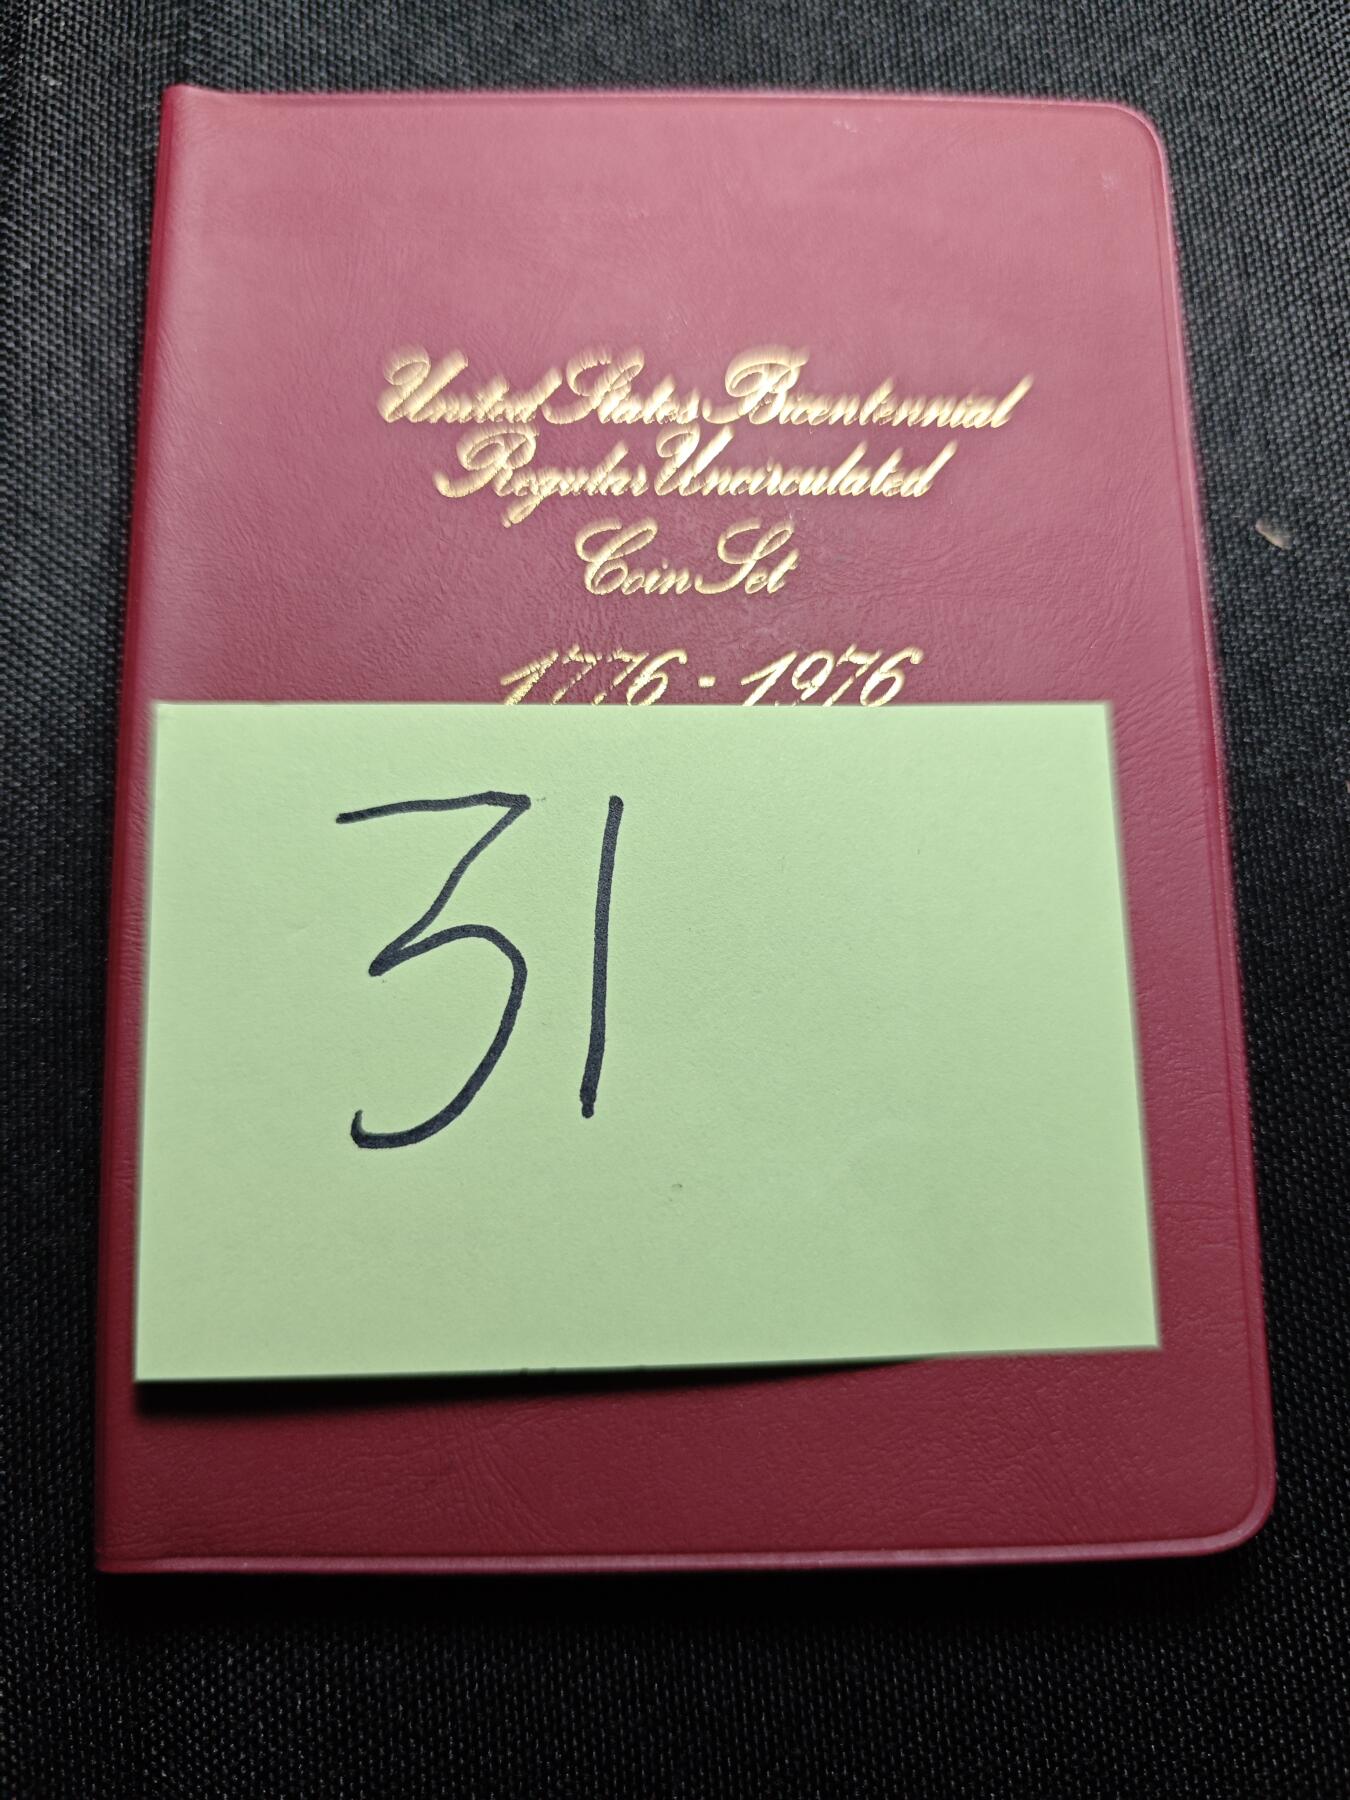 United States Bicentennial
Regular Uncirculated
Coin Set
1776 - 1976
31